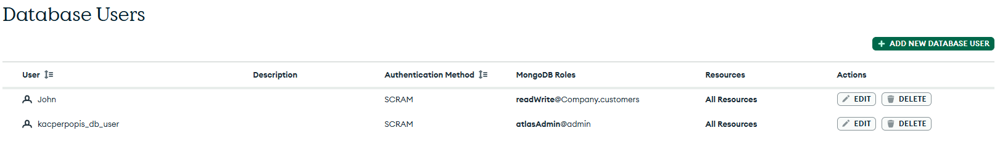 Database Users
+ ADD NEW DATABASE USER
User Description Authentication Method MongoDB Roles Resources Actions
John SCRAM readWrite@Company.customers All Resources EDIT DELETE
kacperpopis_db_user SCRAM atlasAdmin@admin All Resources EDIT DELETE